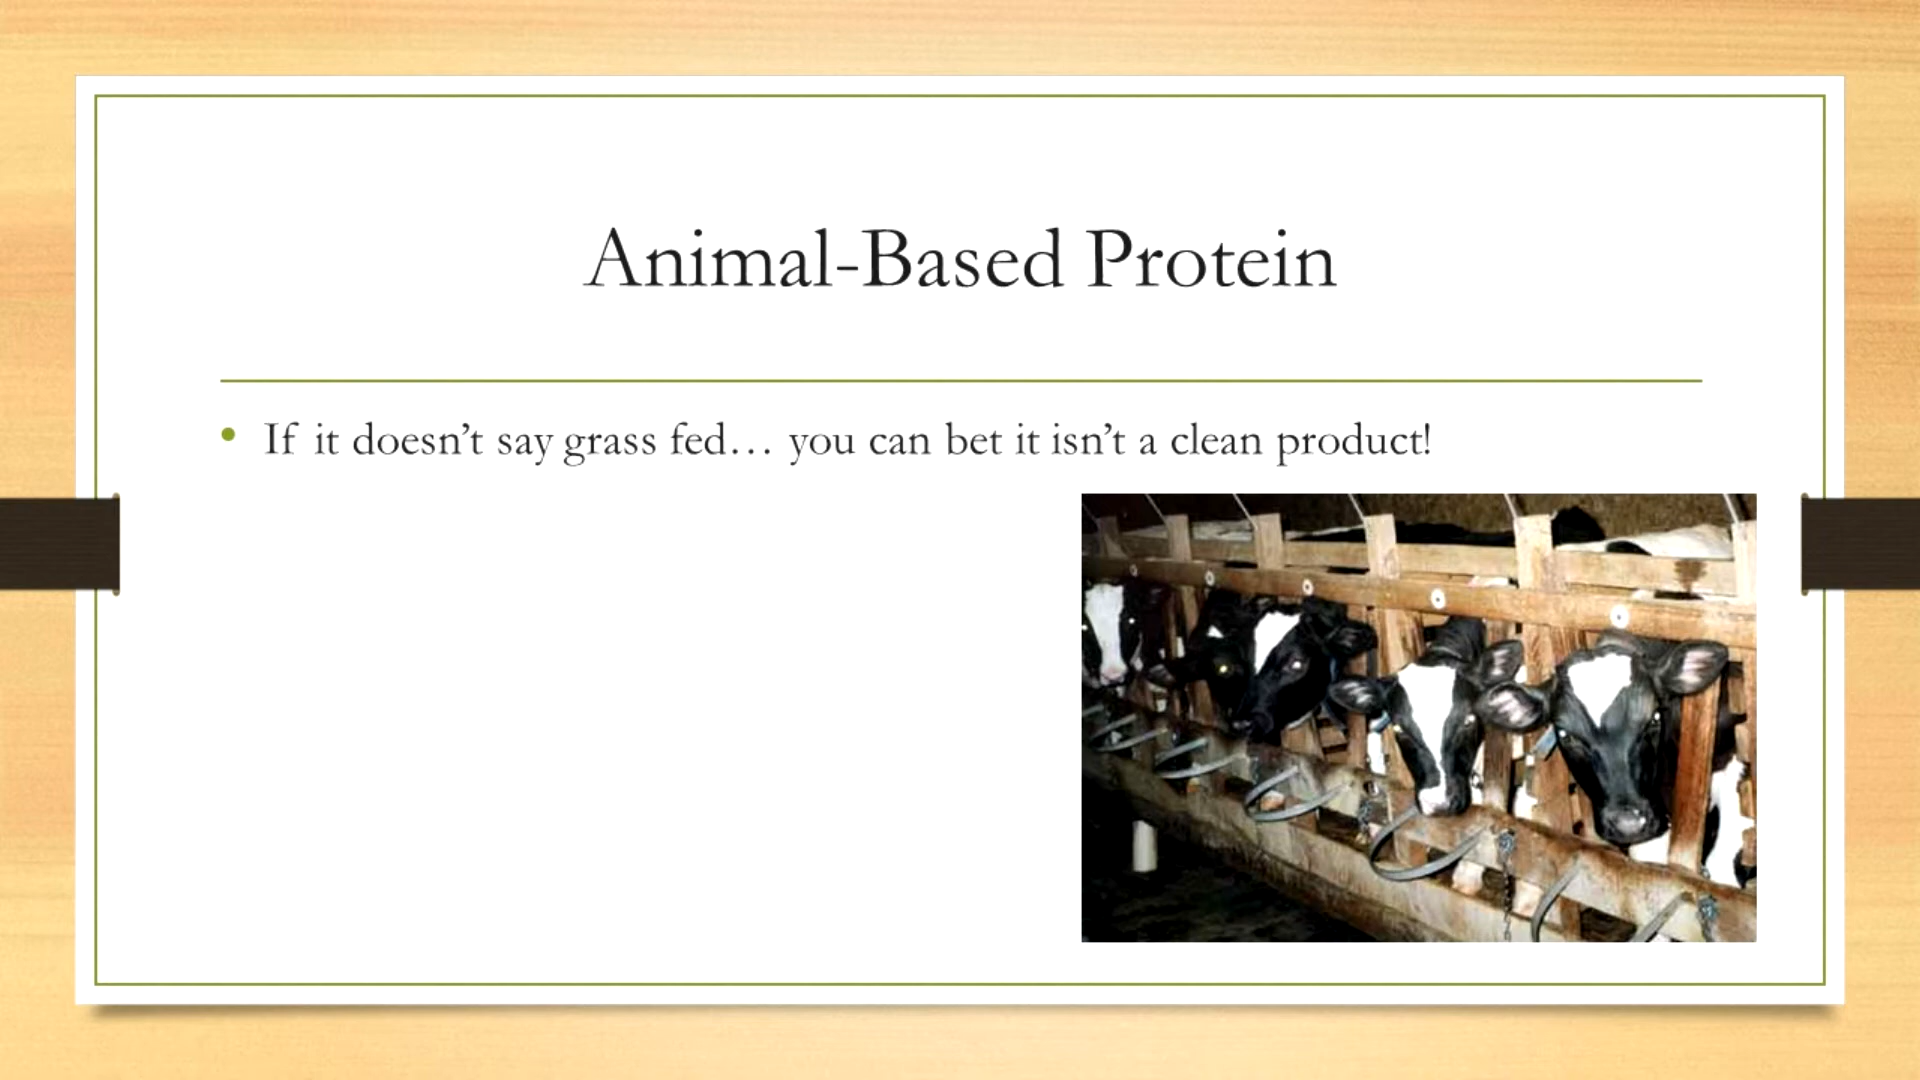 Animal-Based Protein
• If it doesn’t say grass fed… you can bet it isn’t a clean product!